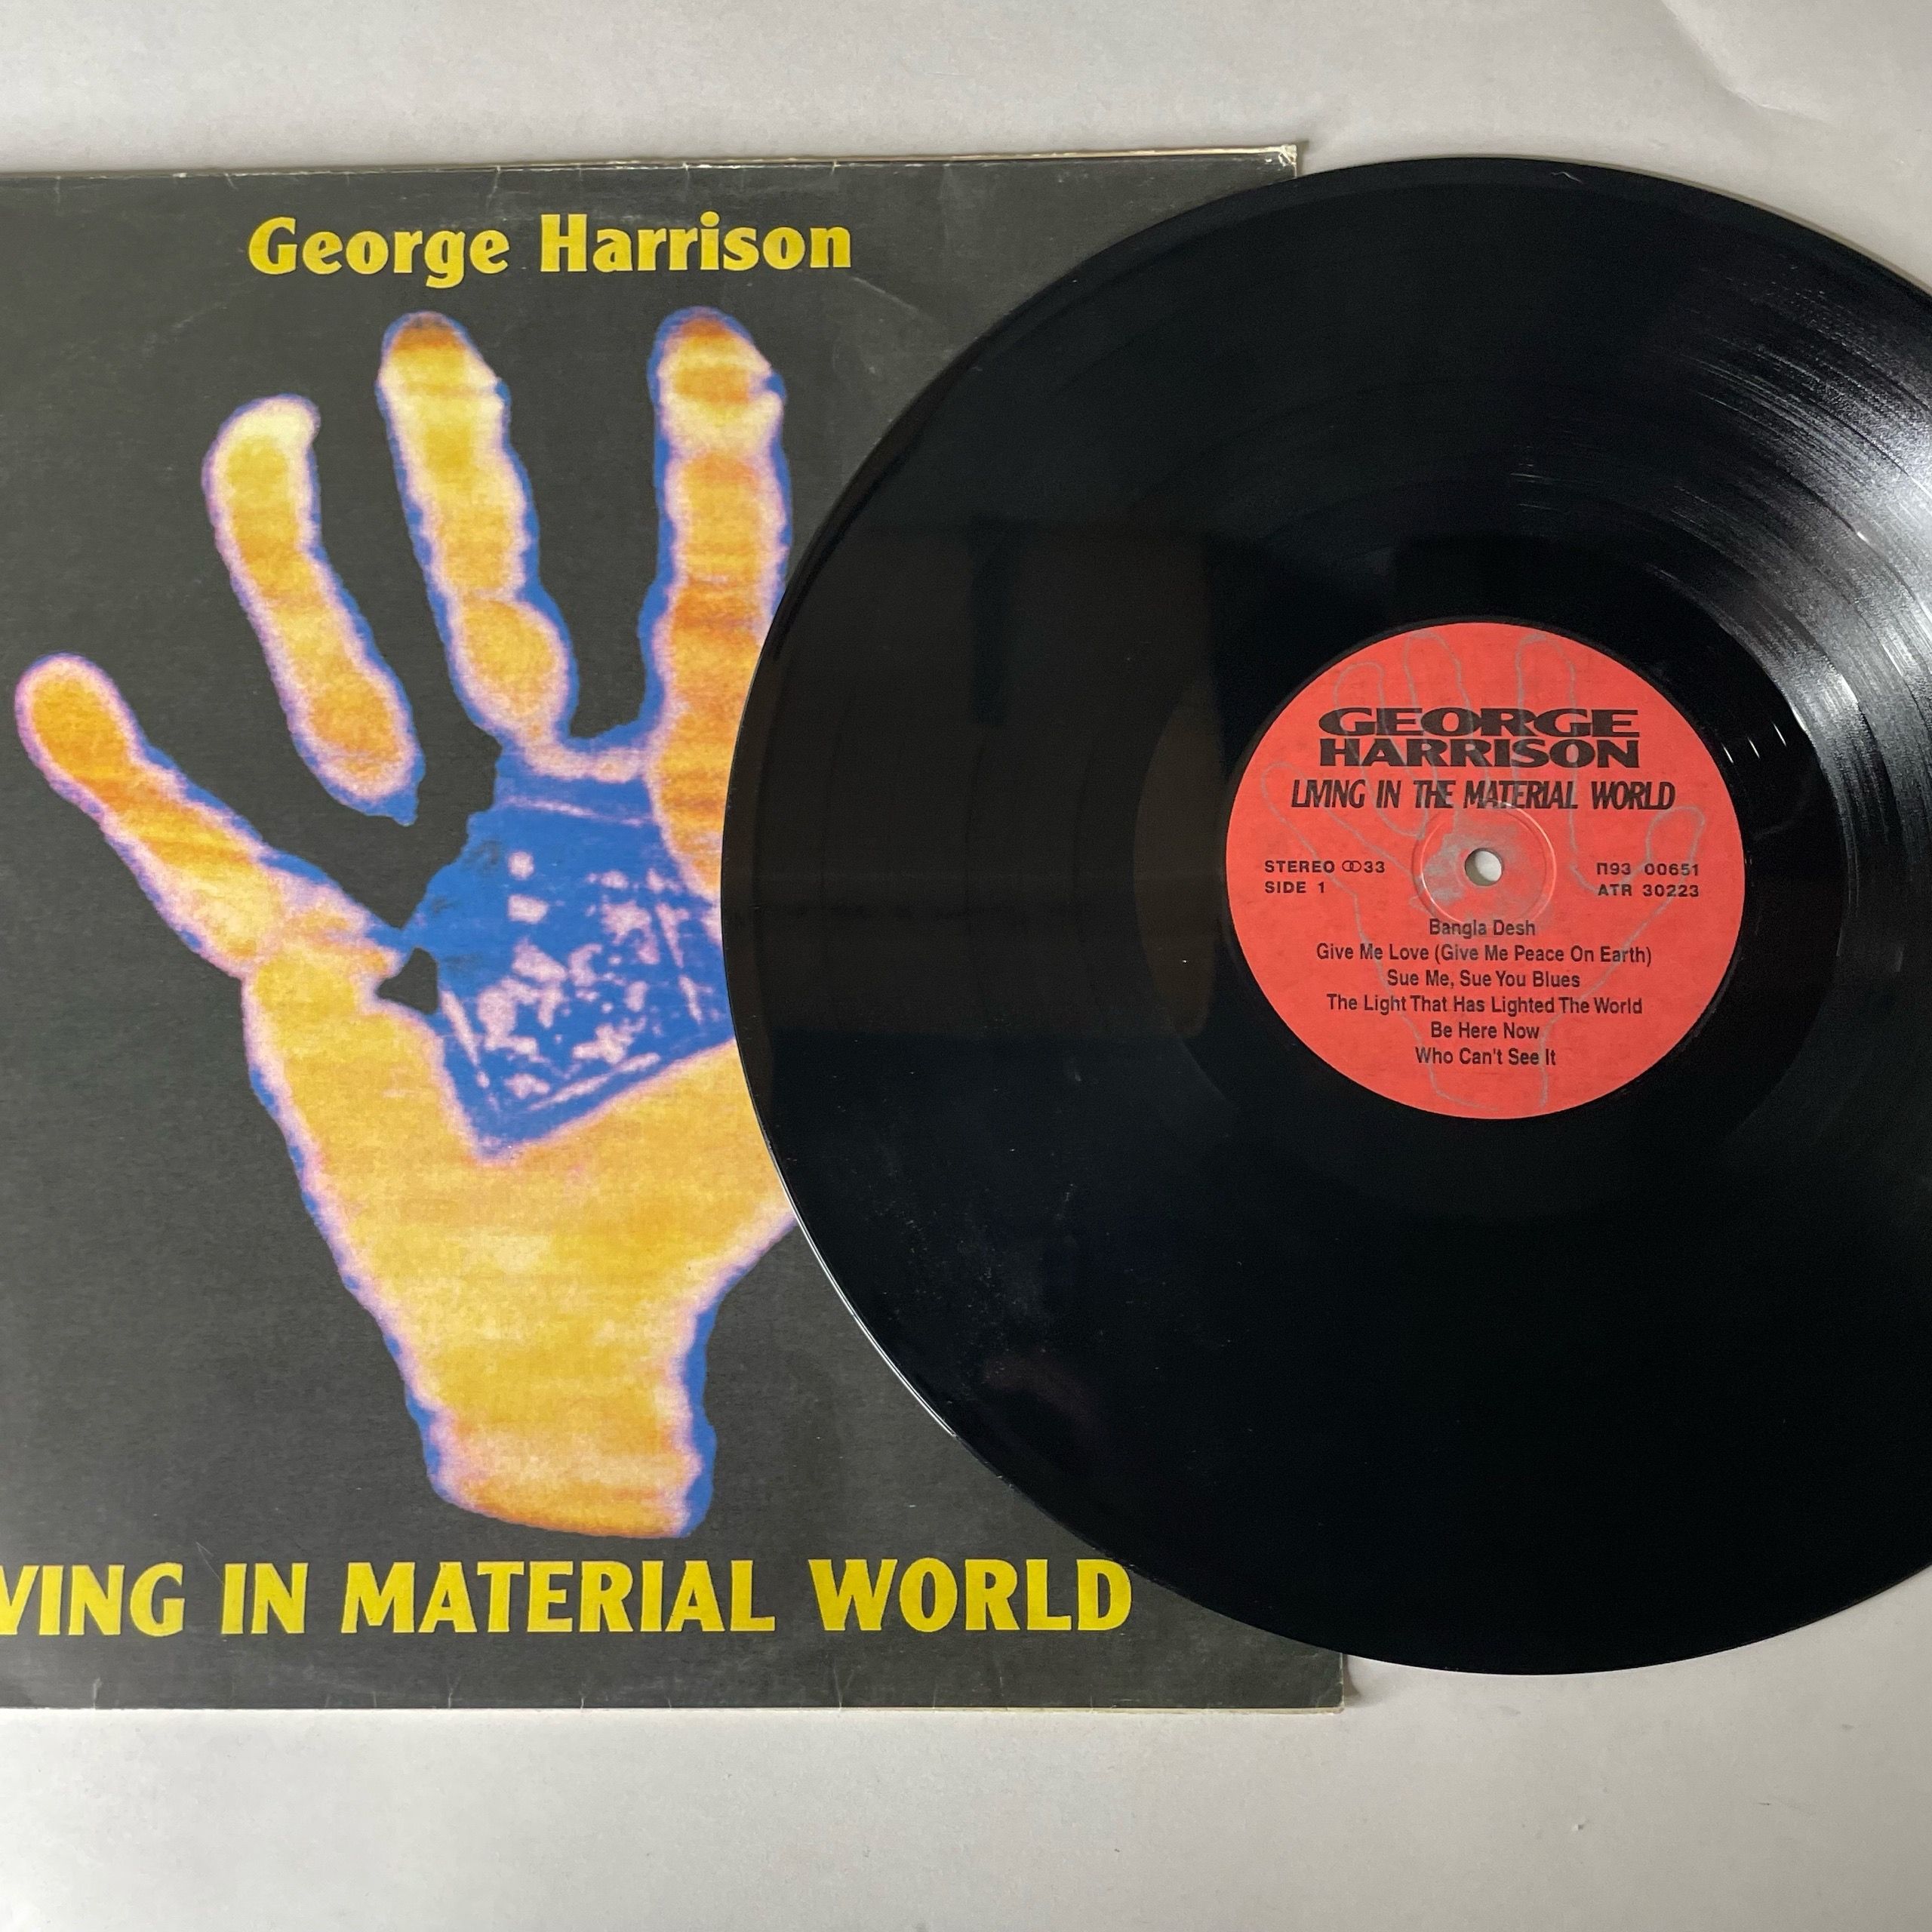 George Harrison
VING IN MATERIAL WORLD
GEORGE
HARRISON
LIVING IN THE MATERIAL WORLD
STEREO 33
SIDE 1
П93 00651
ATR 30223
Bangla Desh
Give Me Love (Give Me Peace On Earth)
Sue Me, Sue You Blues
The Light That Has Lighted The World
Be Here Now
Who Can't See It